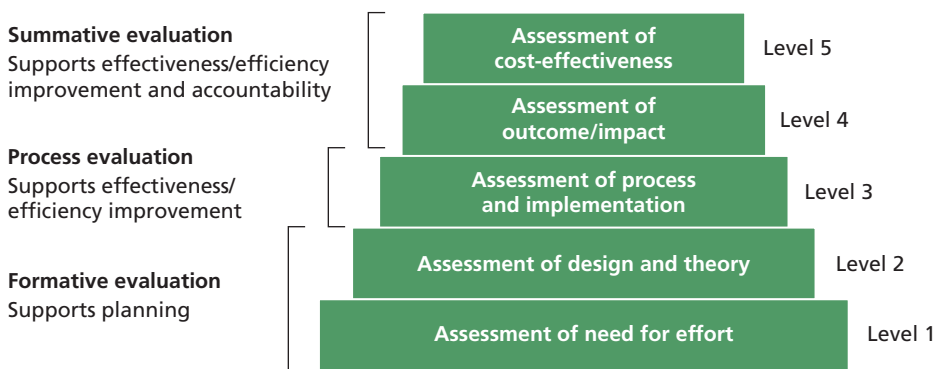 Summative evaluation
Supports effectiveness/efficiency
improvement and accountability
Assessment of
cost-effectiveness
Level 5
Assessment of
outcome/impact
Level 4
Process evaluation
Supports effectiveness/
efficiency improvement
Assessment of process
and implementation
Level 3
Formative evaluation
Supports planning
Assessment of design and theory
Level 2
Assessment of need for effort
Level 1